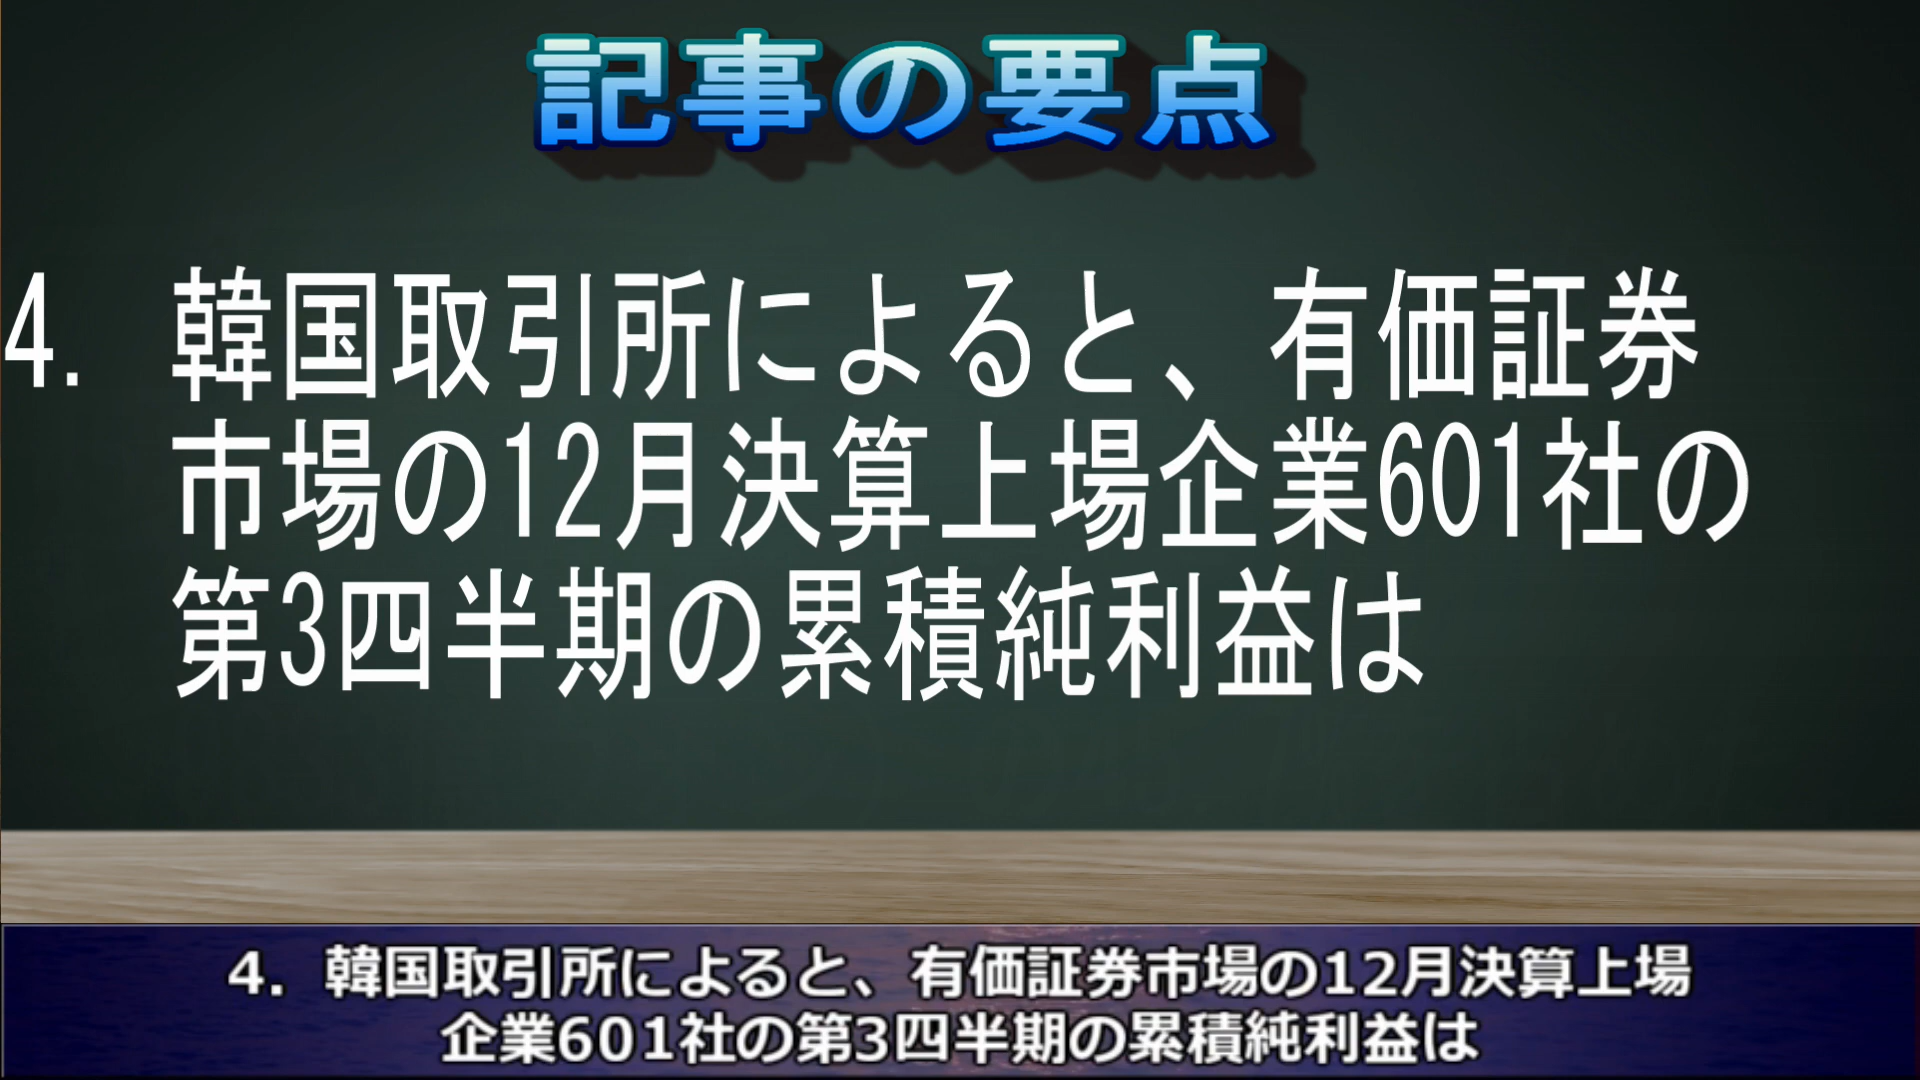 記事の要点
4. 韓国取引所によると、有価証券
市場の12月決算上場企業601社の
第3四半期の累積純利益は
4. 韓国取引所によると、有価証券市場の12月決算上場
企業601社の第3四半期の累積純利益は